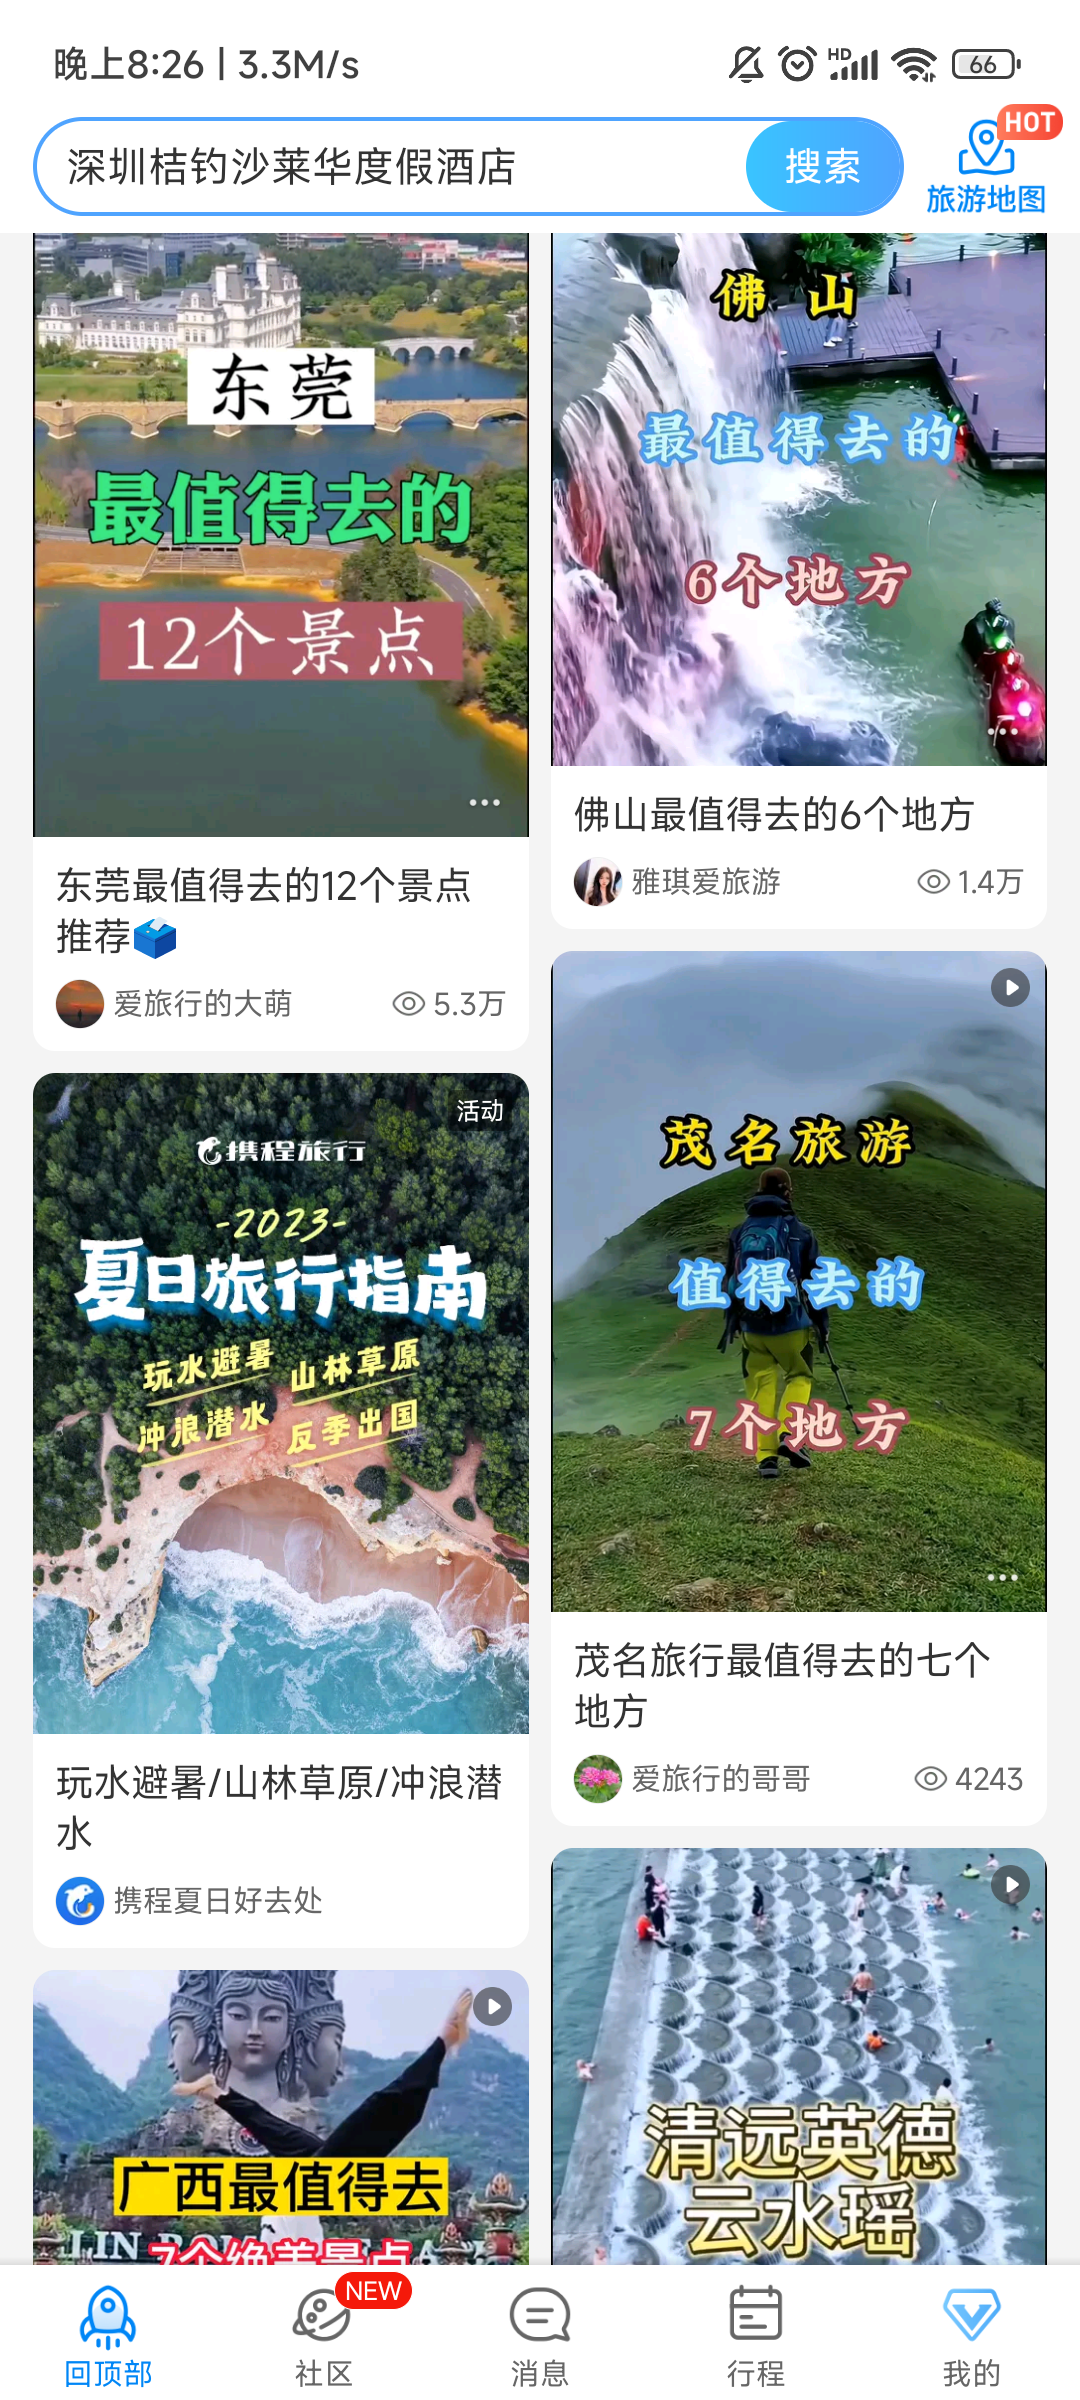 晚上8:26 | 3.3M/s
HD
66
深圳桔钓沙莱华度假酒店
搜索
HOT
旅游地图
东莞
最值得去的
12个景点
东莞最值得去的12个景点
推荐
爱旅行的大萌
5.3万
佛山
最值得去的
6个地方
佛山最值得去的6个地方
雅琪爱旅游
1.4万
活动
携程旅行
-2023-
夏日旅行指南
玩水避暑 山林草原
冲浪潜水 反季出国
玩水避暑/山林草原/冲浪潜
水
携程夏日好去处
茂名旅游
值得去的
7个地方
茂名旅行最值得去的七个
地方
爱旅行的哥哥
4243
广西最值得去
7个绝美景点
清远英德
云水瑶
回顶部
NEW
社区
消息
行程
我的